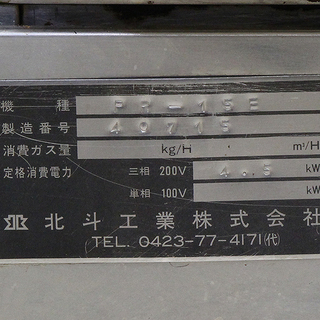 機 種 PR-15E
製造番号 40715
消費ガス量 kg/H m³/H
定格消費電力 三相 200V 4.5 kW
単相 100V kW
北斗工業株式会社
TEL. 0423-77-4171(代)